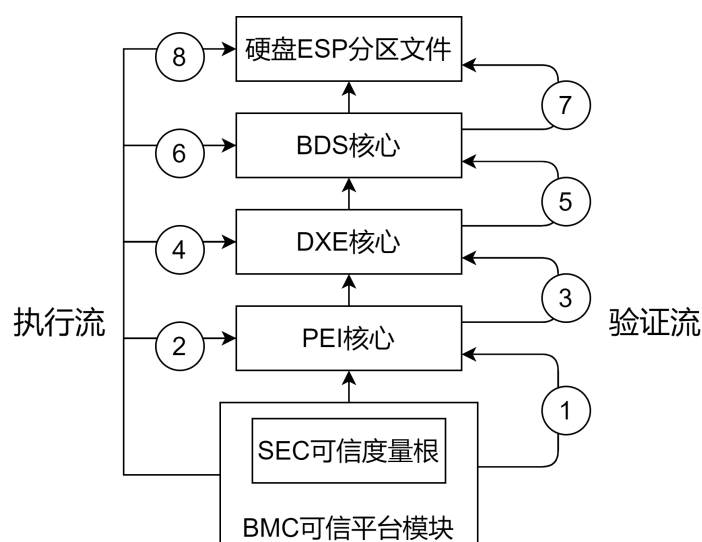 硬盘ESP分区文件
8
7
BDS核心
6
5
DXE核心
4
3
执行流
验证流
PEI核心
2
1
SEC可信度量根
BMC可信平台模块